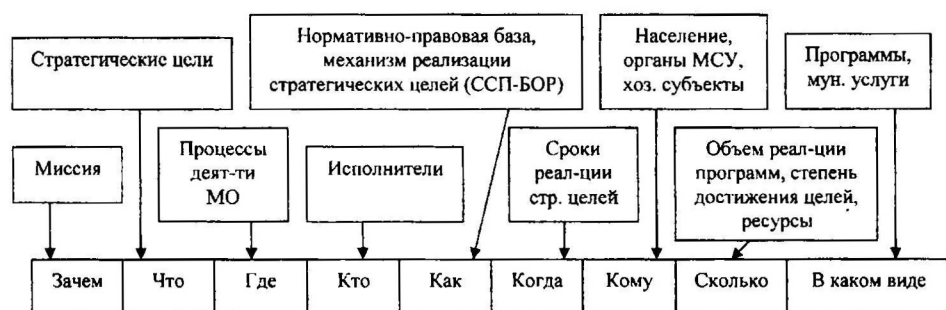 Стратегические цели
Нормативно-правовая база,
механизм реализации
стратегических целей (ССП-БОР)
Население,
органы МСУ,
хоз. субъекты
Программы,
мун. услуги
Миссия
Процессы
деят-ти
МО
Исполнители
Сроки
реал-ции
стр. целей
Объем реал-ции
программ, степень
достижения целей,
ресурсы
Зачем
Что
Где
Кто
Как
Когда
Кому
Сколько
В каком виде